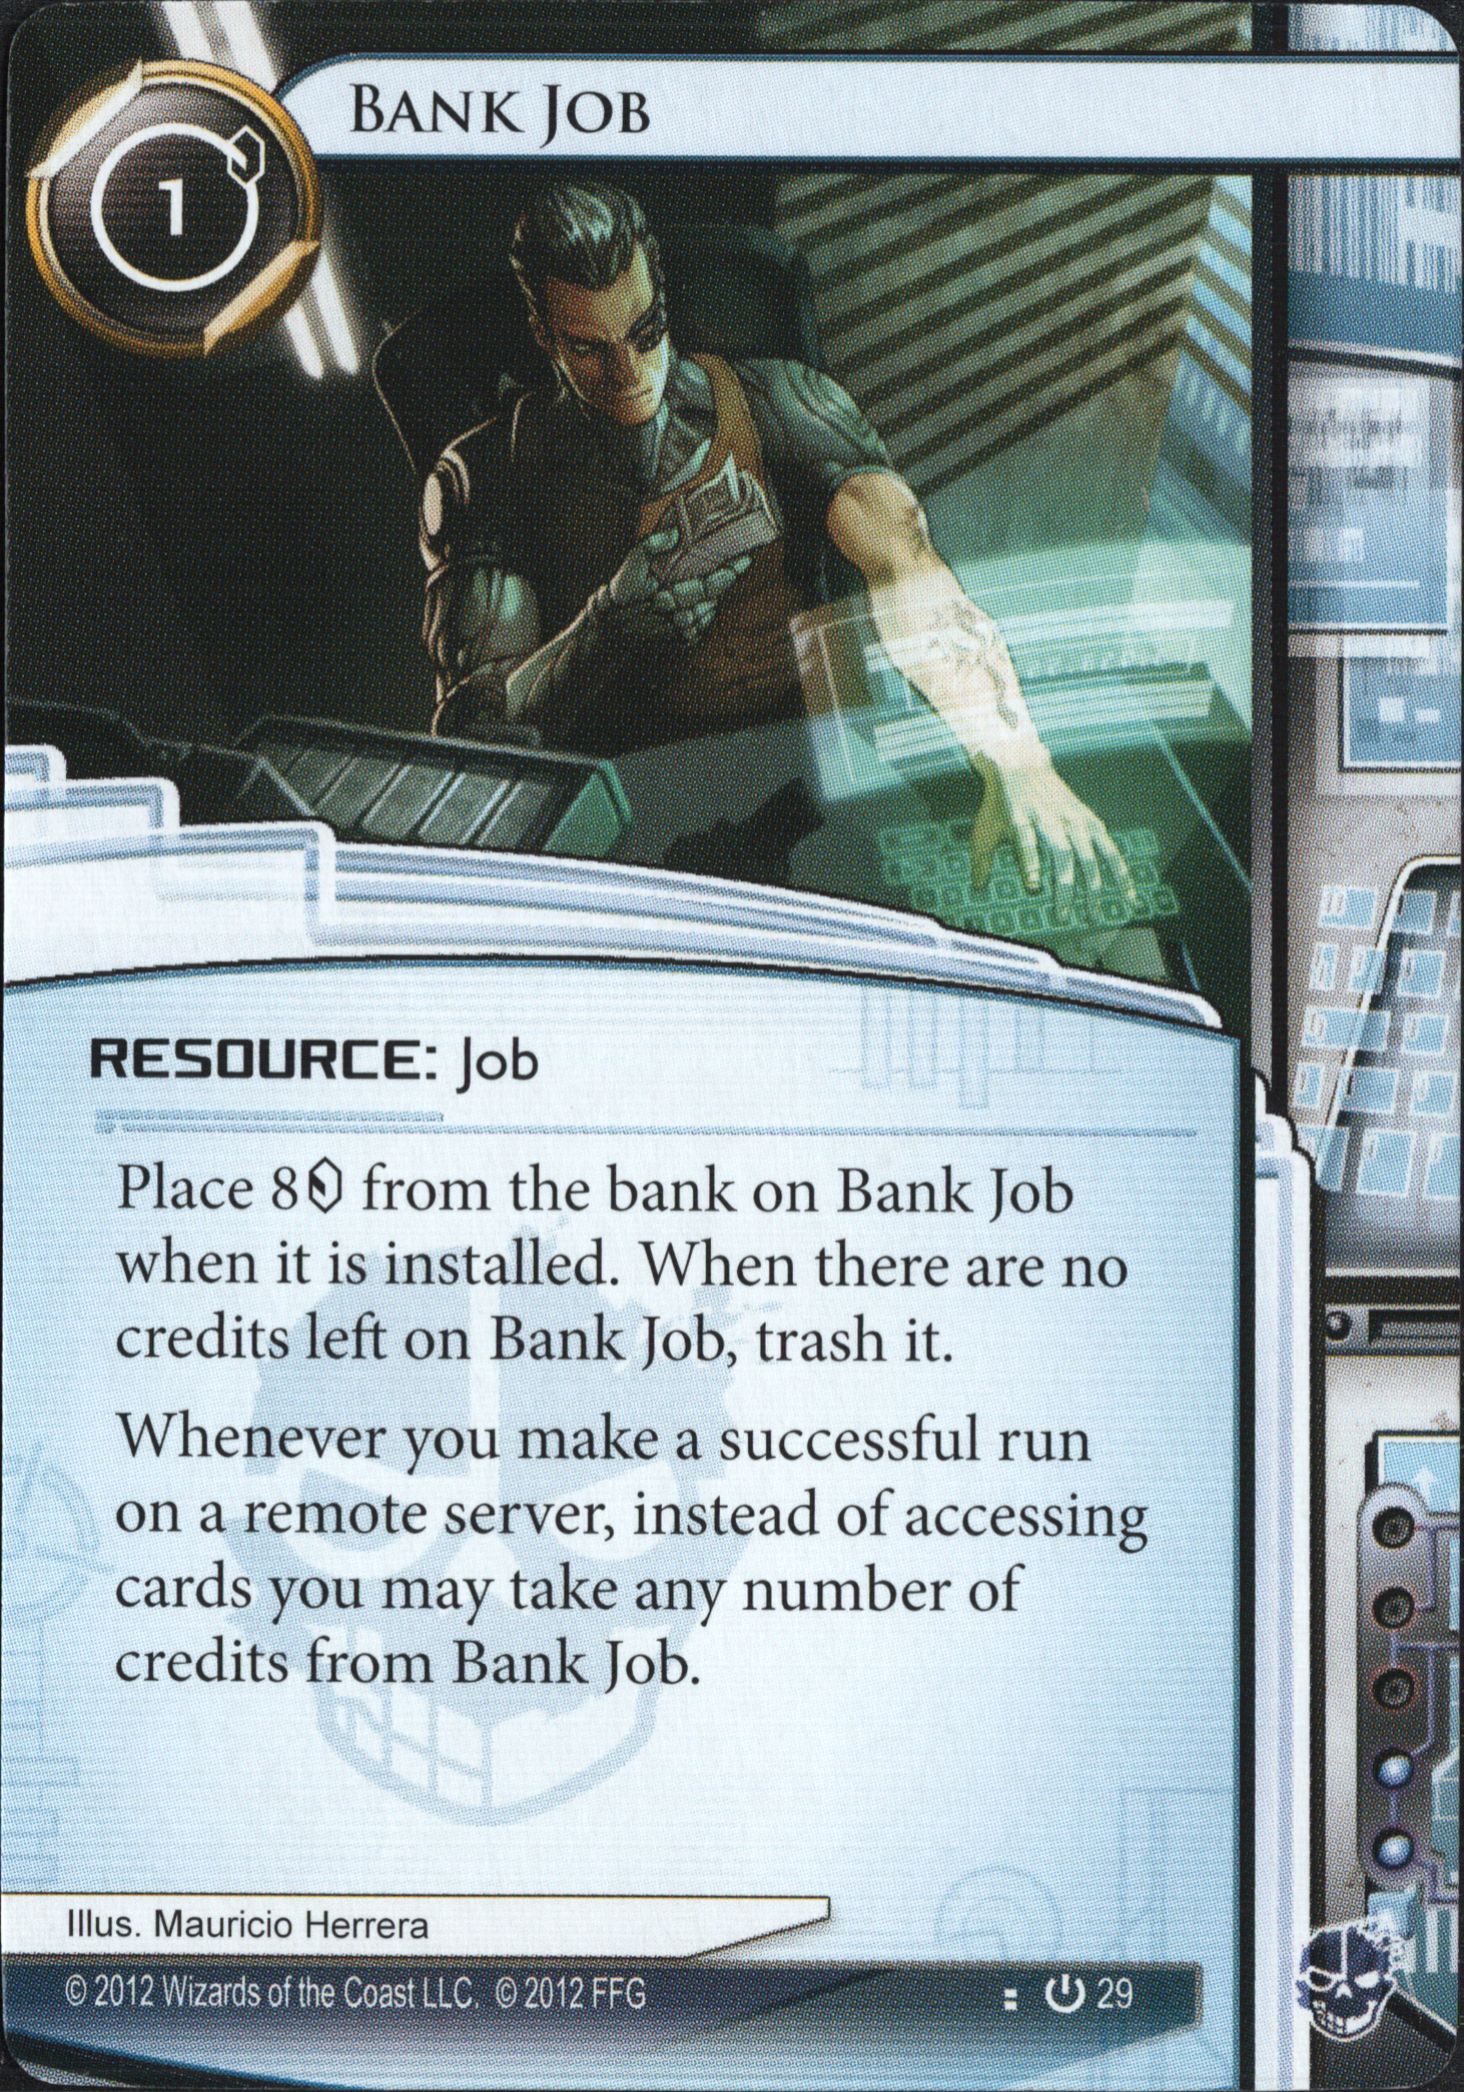 BANK JOB
1
RESOURCE: Job
Place 8 from the bank on Bank Job
when it is installed. When there are no
credits left on Bank Job, trash it.
Whenever you make a successful run
on a remote server, instead of accessing
cards you may take any number of
credits from Bank Job.
Illus. Mauricio Herrera
© 2012 Wizards of the Coast LLC. © 2012 FFG
29